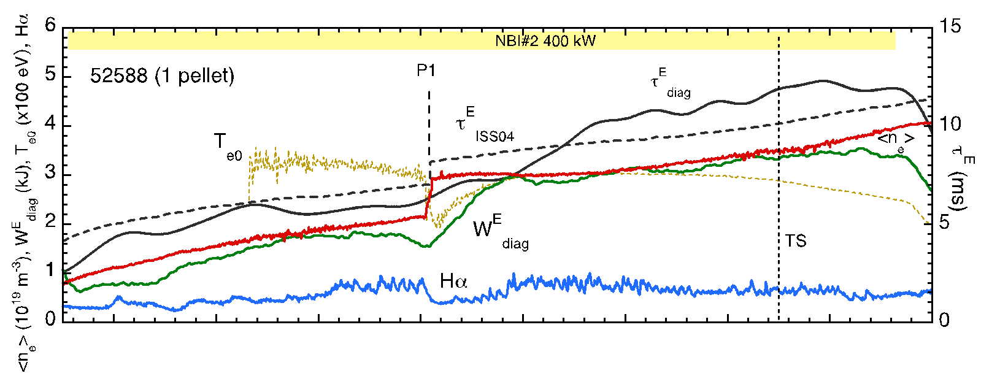 <n_e> (10^19 m^-3), W^E_diag (kJ), T_e0 (x100 eV), Hα
6
5
4
3
2
1
0
NBI#2 400 kW
52588 (1 pellet)
P1
τ^E_diag
τ^E_ISS04
T_e0
<n_e>
W^E_diag
TS
Hα
15
10
5
0
τ^E (ms)